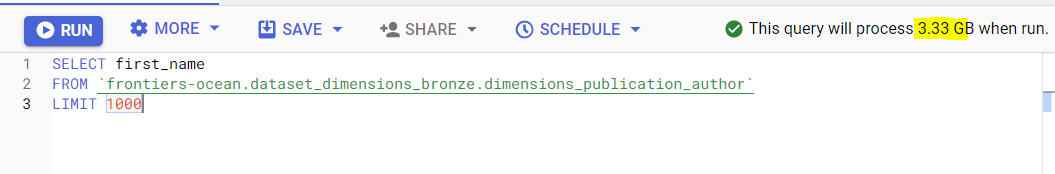 RUN MORE SAVE SHARE SCHEDULE This query will process 3.33 GB when run.
1 SELECT first_name
2 FROM `frontiers-ocean.dataset_dimensions_bronze.dimensions_publication_author`
3 LIMIT 1000